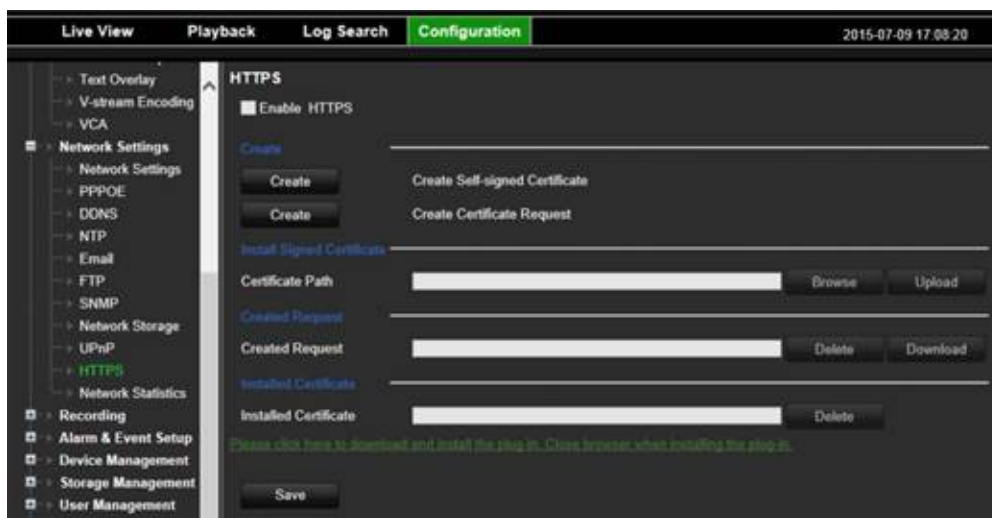 Live View Playback Log Search Configuration 2015-07-09 17:08:20
Text Overlay
V-stream Encoding
VCA
Network Settings
Network Settings
PPPOE
DDNS
NTP
Email
FTP
SNMP
Network Storage
UPnP
HTTPS
Network Statistics
Recording
Alarm & Event Setup
Device Management
Storage Management
User Management
HTTPS
Enable HTTPS
Create
Create Create Self-signed Certificate
Create Create Certificate Request
Install Signed Certificate
Certificate Path Browse Upload
Created Request
Created Request Delete Download
Installed Certificate
Installed Certificate Delete
Please click here to download and install the plug-in. Close browser when installing the plug-in.
Save